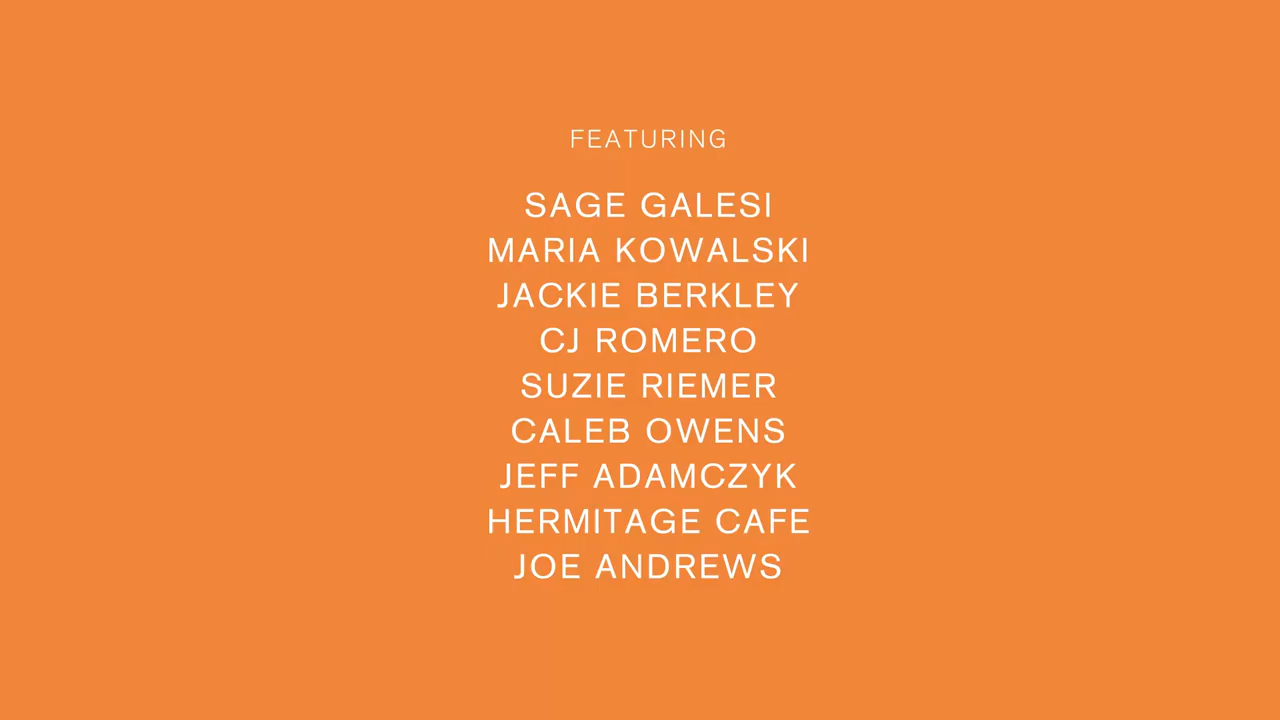 FEATURING
SAGE GALESI
MARIA KOWALSKI
JACKIE BERKLEY
CJ ROMERO
SUZIE RIEMER
CALEB OWENS
JEFF ADAMCZYK
HERMITAGE CAFE
JOE ANDREWS